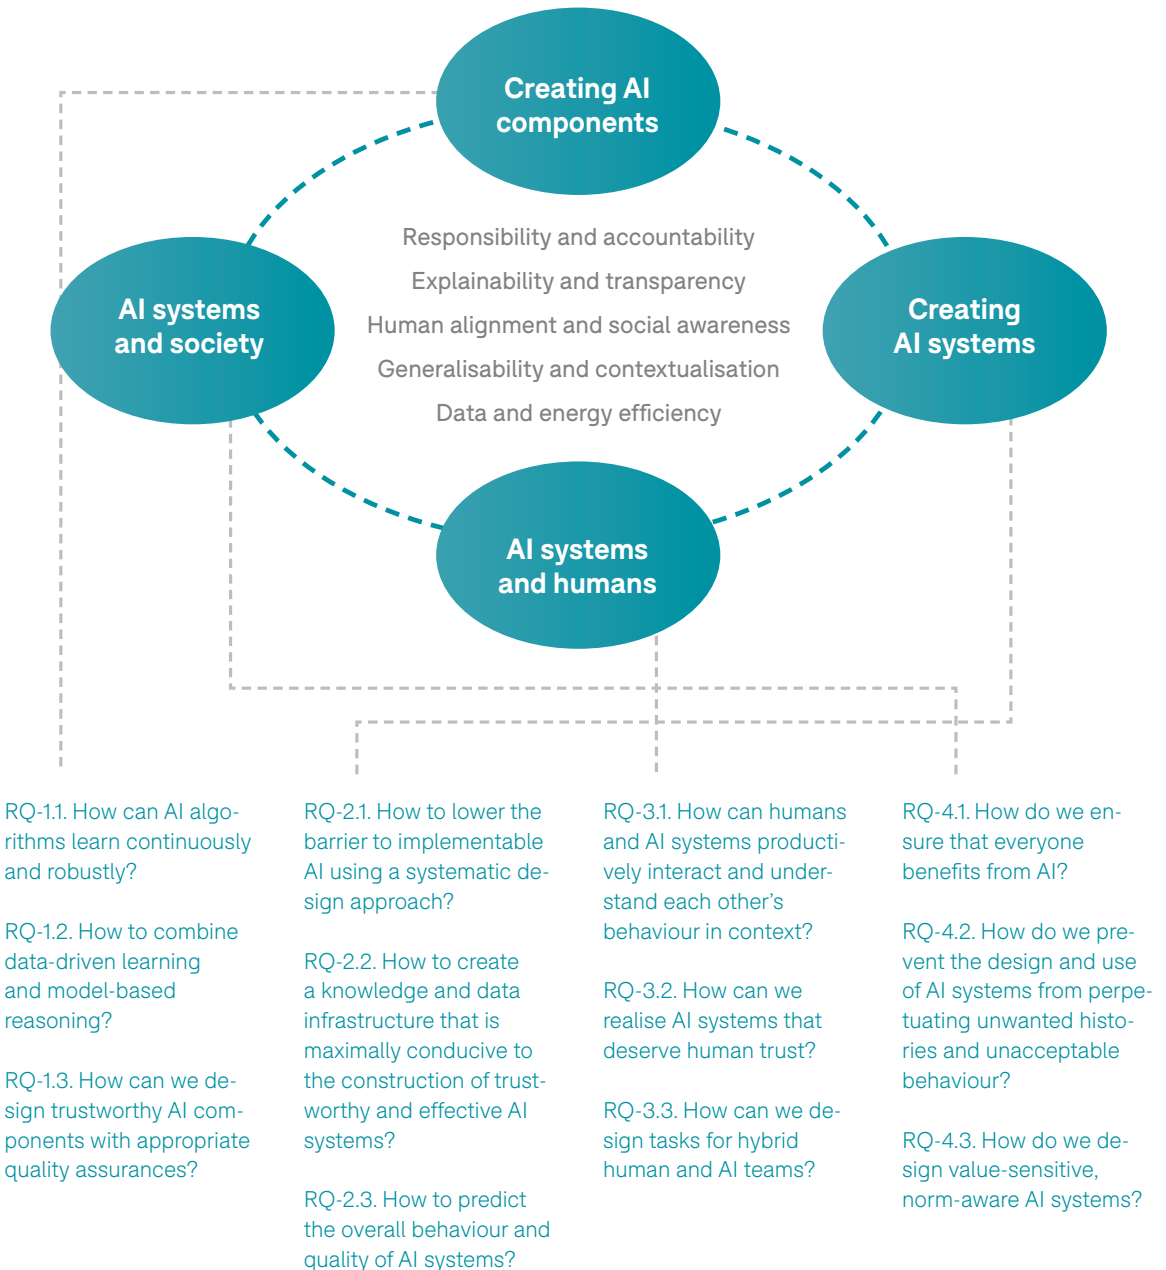 Creating AI
components
Responsibility and accountability
Explainability and transparency
Human alignment and social awareness
Generalisability and contextualisation
Data and energy efficiency
AI systems
and society
Creating
AI systems
AI systems
and humans
RQ-1.1. How can AI algo-
rithms learn continuously
and robustly?
RQ-1.2. How to combine
data-driven learning
and model-based
reasoning?
RQ-1.3. How can we de-
sign trustworthy AI com-
ponents with appropriate
quality assurances?
RQ-2.1. How to lower the
barrier to implementable
AI using a systematic de-
sign approach?
RQ-2.2. How to create
a knowledge and data
infrastructure that is
maximally conducive to
the construction of trust-
worthy and effective AI
systems?
RQ-2.3. How to predict
the overall behaviour and
quality of AI systems?
RQ-3.1. How can humans
and AI systems producti-
vely interact and under-
stand each other's
behaviour in context?
RQ-3.2. How can we
realise AI systems that
deserve human trust?
RQ-3.3. How can we de-
sign tasks for hybrid
human and AI teams?
RQ-4.1. How do we en-
sure that everyone
benefits from AI?
RQ-4.2. How do we pre-
vent the design and use
of AI systems from perpe-
tuating unwanted histo-
ries and unacceptable
behaviour?
RQ-4.3. How do we de-
sign value-sensitive,
norm-aware AI systems?